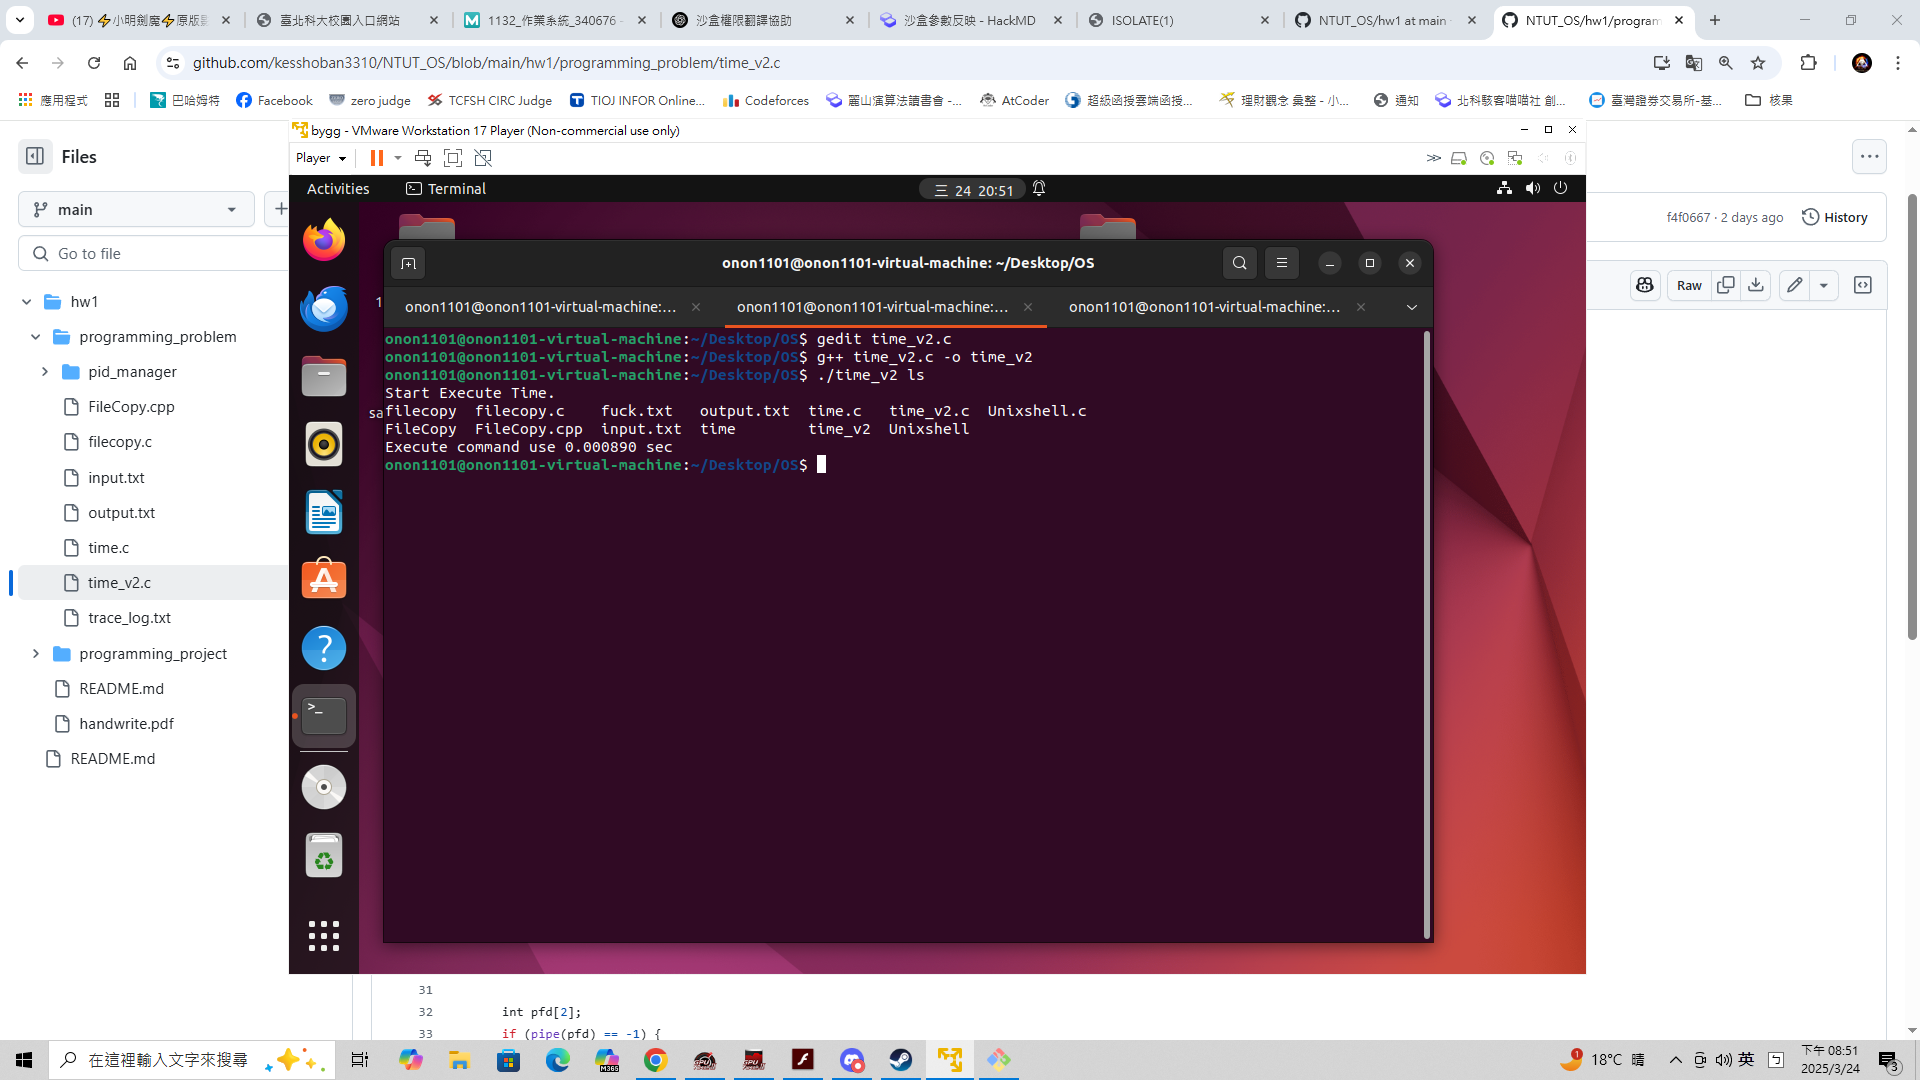 (17) ⚡小明劍魔⚡原版影
臺北科大校園入口網站
1132_作業系統_340676 -
沙盒權限翻譯協助
沙盒參數反映 - HackMD
ISOLATE(1)
NTUT_OS/hw1 at main
NTUT_OS/hw1/program
github.com/kesshoban3310/NTUT_OS/blob/main/hw1/programming_problem/time_v2.c
應用程式
巴哈姆特
Facebook
zero judge
TCFSH CIRC Judge
TIOJ INFOR Online...
Codeforces
麗山演算法讀書會 -...
AtCoder
超級函授雲端函授...
理財觀念 彙整 - 小...
通知
北科駭客喵喵社 創...
臺灣證券交易所-基...
核果
bygg - VMware Workstation 17 Player (Non-commercial use only)
Player
Activities
Terminal
三 24 20:51
Files
main
Go to file
hw1
programming_problem
pid_manager
FileCopy.cpp
filecopy.c
input.txt
output.txt
time.c
time_v2.c
trace_log.txt
programming_project
README.md
handwrite.pdf
README.md
f4f0667 · 2 days ago
History
Raw
onon1101@onon1101-virtual-machine: ~/Desktop/OS
onon1101@onon1101-virtual-machine:...
onon1101@onon1101-virtual-machine:...
onon1101@onon1101-virtual-machine:...
1
sa
onon1101@onon1101-virtual-machine:~/Desktop/OS$ gedit time_v2.c
onon1101@onon1101-virtual-machine:~/Desktop/OS$ g++ time_v2.c -o time_v2
onon1101@onon1101-virtual-machine:~/Desktop/OS$ ./time_v2 ls
Start Execute Time.
filecopy filecopy.c fuck.txt output.txt time.c time_v2.c Unixshell.c
FileCopy FileCopy.cpp input.txt time time_v2 Unixshell
Execute command use 0.000890 sec
onon1101@onon1101-virtual-machine:~/Desktop/OS$
31
32 int pfd[2];
33 if (pipe(pfd) == -1) {
在這裡輸入文字來搜尋
M365
1
18°C 晴
英
下午 08:51
2025/3/24
3